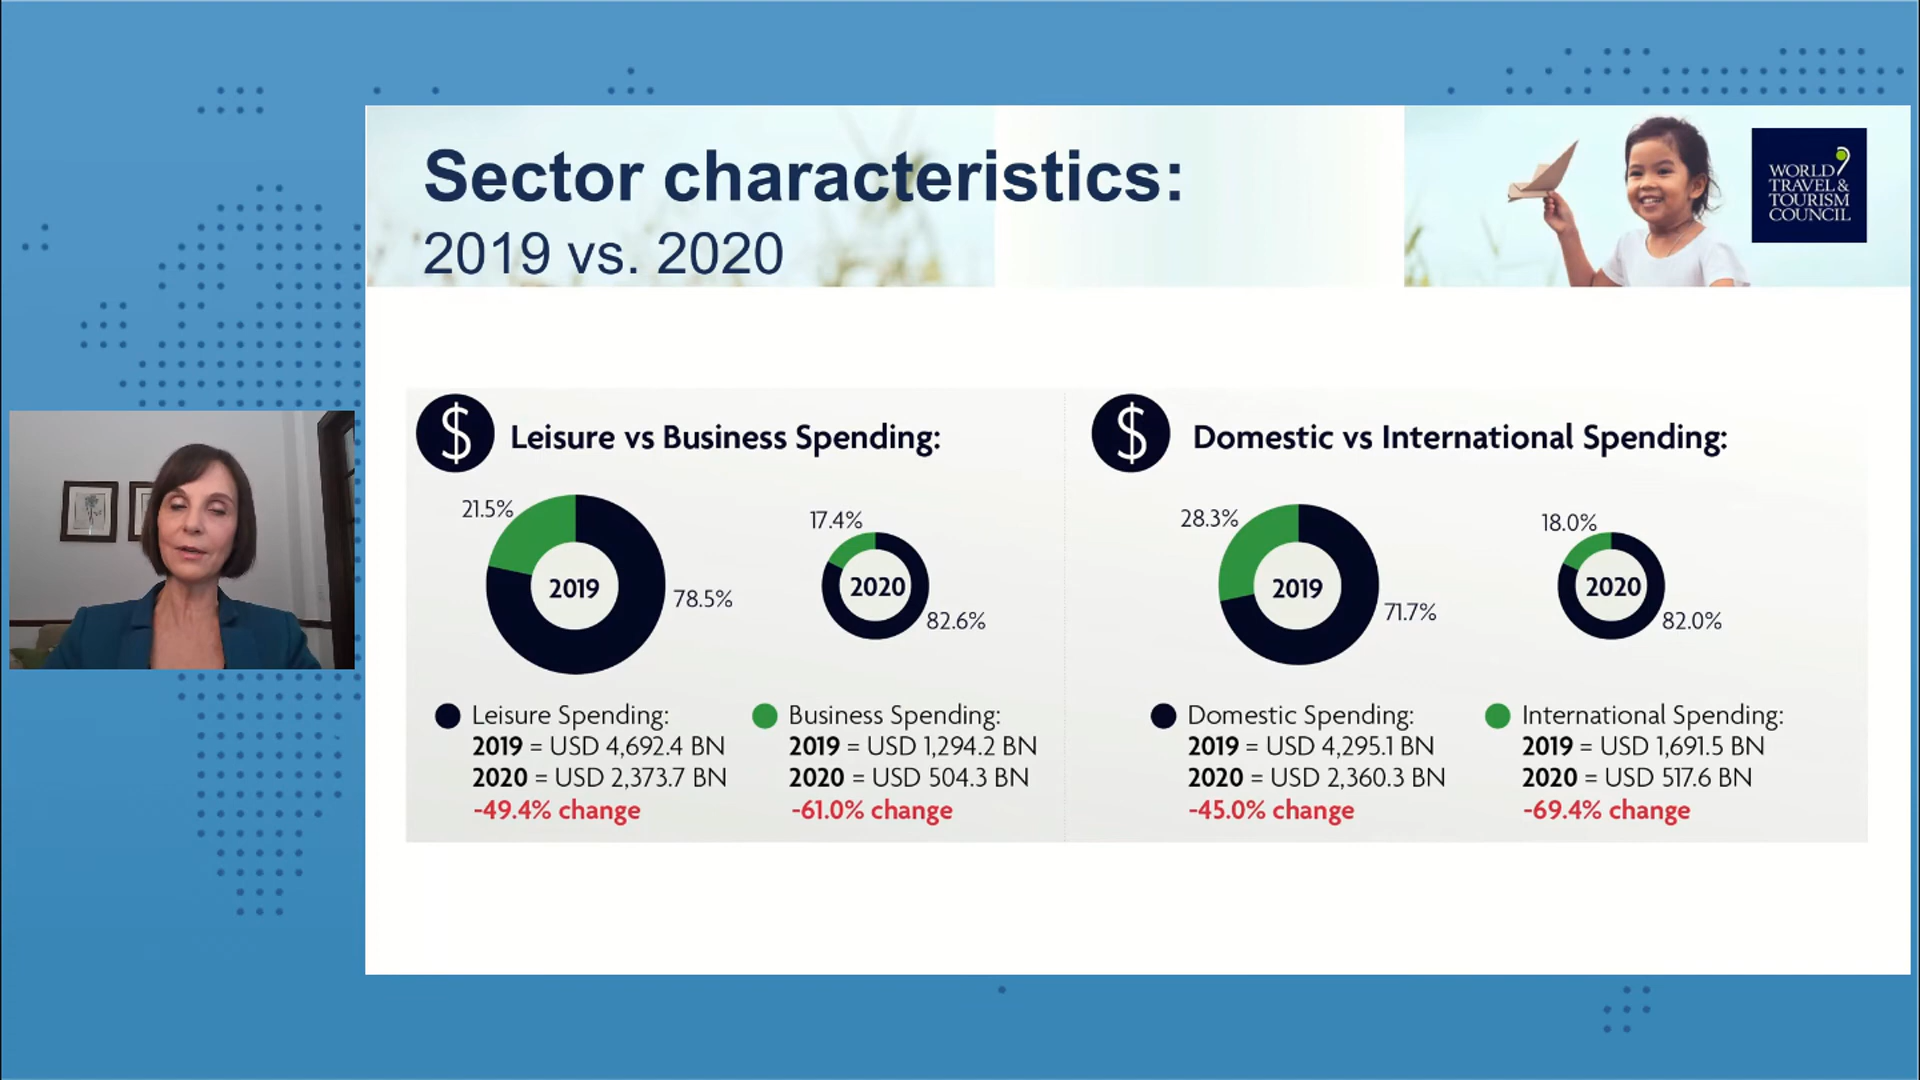 Sector characteristics:
2019 vs. 2020
WORLD
TRAVEL &
TOURISM
COUNCIL
$
Leisure vs Business Spending:
21.5%
2019
78.5%
17.4%
2020
82.6%
Leisure Spending:
2019 = USD 4,692.4 BN
2020 = USD 2,373.7 BN
-49.4% change
Business Spending:
2019 = USD 1,294.2 BN
2020 = USD 504.3 BN
-61.0% change
$
Domestic vs International Spending:
28.3%
2019
71.7%
18.0%
2020
82.0%
Domestic Spending:
2019 = USD 4,295.1 BN
2020 = USD 2,360.3 BN
-45.0% change
International Spending:
2019 = USD 1,691.5 BN
2020 = USD 517.6 BN
-69.4% change